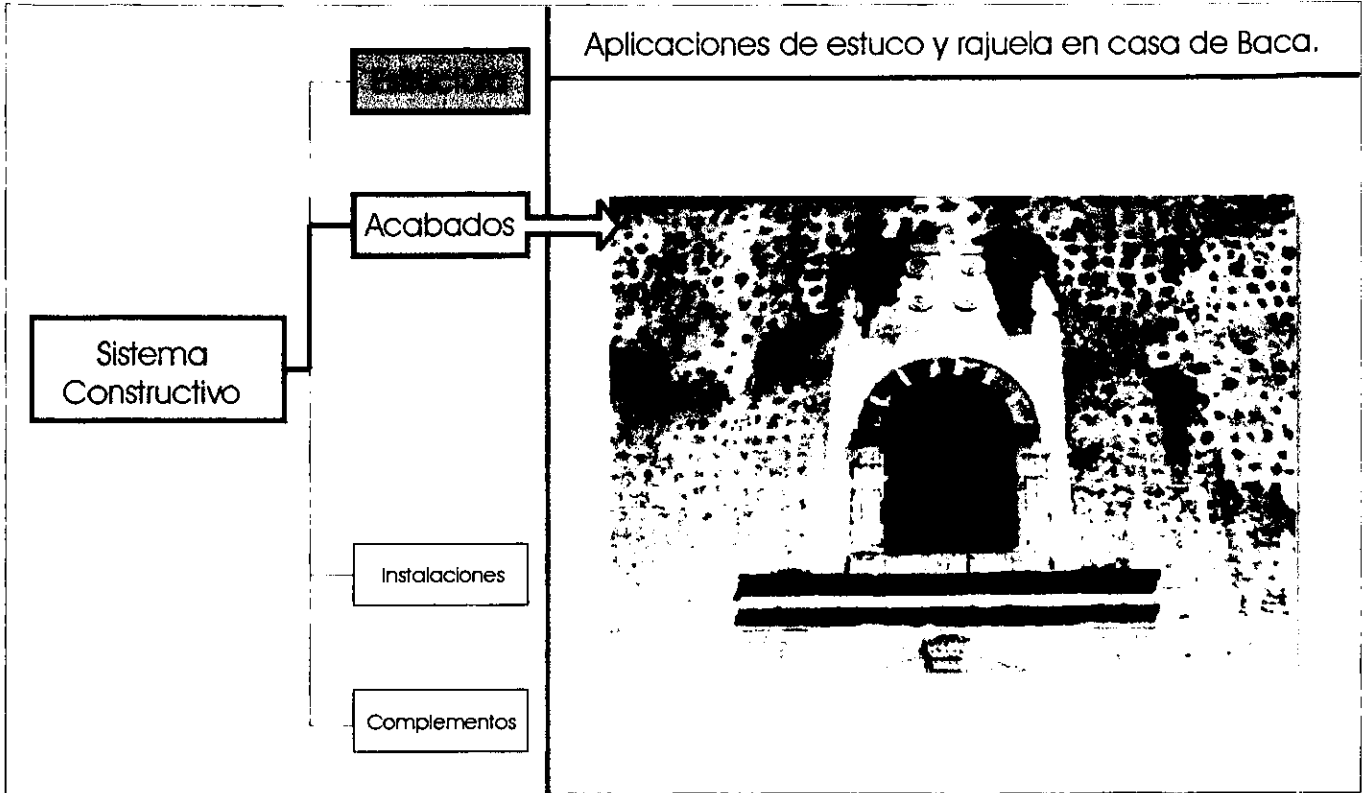 Aplicaciones de estuco y rajuela en casa de Baca.
Acabados
Sistema
Constructivo
Instalaciones
Complementos